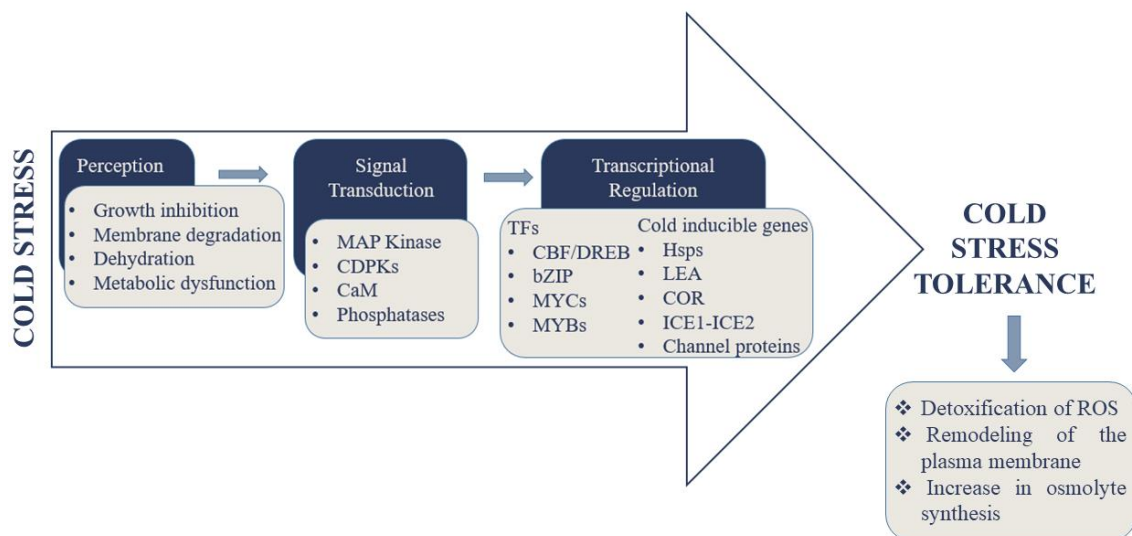 COLD STRESS
Perception
• Growth inhibition
• Membrane degradation
• Dehydration
• Metabolic dysfunction
Signal
Transduction
• MAP Kinase
• CDPKs
• CaM
• Phosphatases
Transcriptional
Regulation
TFs
• CBF/DREB
• bZIP
• MYCs
• MYBs
Cold inducible genes
• Hsps
• LEA
• COR
• ICE1-ICE2
• Channel proteins
COLD
STRESS
TOLERANCE
❖ Detoxification of ROS
❖ Remodeling of the
plasma membrane
❖ Increase in osmolyte
synthesis